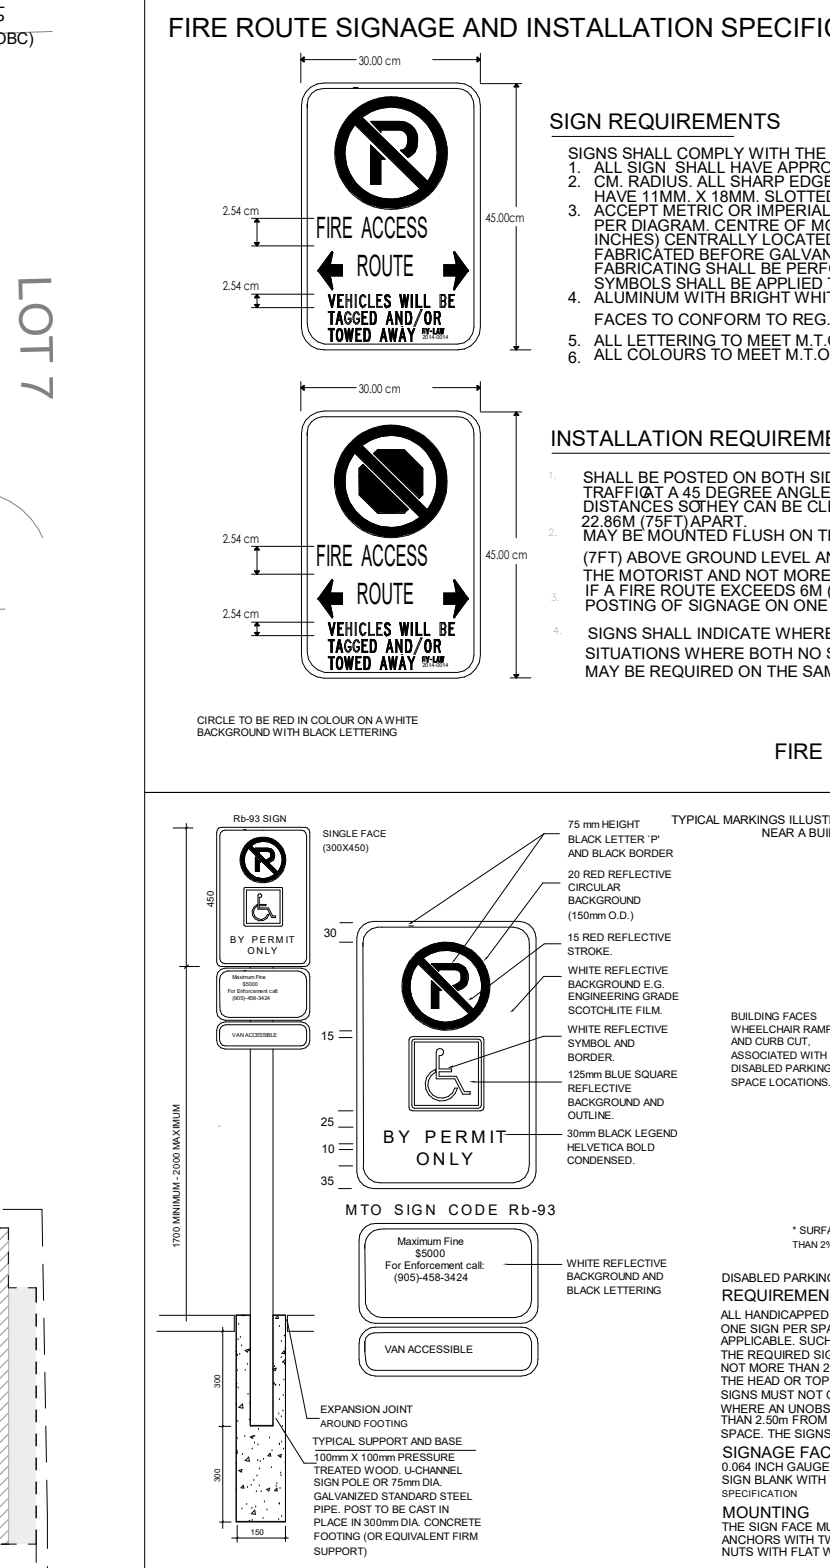 OBC)
LOT 7
FIRE ROUTE SIGNAGE AND INSTALLATION SPECIFIC
30.00 cm
P
2.54 cm
45.00cm
FIRE ACCESS
ROUTE
2.54 cm
VEHICLES WILL BE
TAGGED AND/OR
TOWED AWAY BY-LAW 2014-0014
SIGN REQUIREMENTS
SIGNS SHALL COMPLY WITH THE
1. ALL SIGN SHALL HAVE APPRO
2. CM. RADIUS. ALL SHARP EDGE
HAVE 11MM. X 18MM. SLOTTED
3. ACCEPT METRIC OR IMPERIAL
PER DIAGRAM. CENTRE OF MO
INCHES) CENTRALLY LOCATED
FABRICATED BEFORE GALVAN
FABRICATING SHALL BE PERFO
SYMBOLS SHALL BE APPLIED T
4. ALUMINUM WITH BRIGHT WHIT
FACES TO CONFORM TO REG.
5. ALL LETTERING TO MEET M.T.O
6. ALL COLOURS TO MEET M.T.O
30.00 cm
2.54 cm
45.00 cm
FIRE ACCESS
ROUTE
2.54 cm
VEHICLES WILL BE
TAGGED AND/OR
TOWED AWAY BY-LAW 2014-0014
CIRCLE TO BE RED IN COLOUR ON A WHITE
BACKGROUND WITH BLACK LETTERING
INSTALLATION REQUIREME
1. SHALL BE POSTED ON BOTH SID
TRAFFIC AT A 45 DEGREE ANGLE
DISTANCES SO THEY CAN BE CLE
22.86M (75FT) APART.
2. MAY BE MOUNTED FLUSH ON TH
(7FT) ABOVE GROUND LEVEL AN
THE MOTORIST AND NOT MORE
IF A FIRE ROUTE EXCEEDS 6M (
3. POSTING OF SIGNAGE ON ONE
4. SIGNS SHALL INDICATE WHERE
SITUATIONS WHERE BOTH NO S
MAY BE REQUIRED ON THE SAM
FIRE
Rb-93 SIGN
SINGLE FACE
(300X450)
450
P
BY PERMIT
ONLY
Maximum Fine
$5000
For Enforcement call:
(905)-458-3424
VAN ACCESSIBLE
1700 MINIMUM - 2000 MAXIMUM
300
300
150
EXPANSION JOINT
AROUND FOOTING
TYPICAL SUPPORT AND BASE
100mm X 100mm PRESSURE
TREATED WOOD. U-CHANNEL
SIGN POLE OR 75mm DIA.
GALVANIZED STANDARD STEEL
PIPE. POST TO BE CAST IN
PLACE IN 300mm DIA. CONCRETE
FOOTING (OR EQUIVALENT FIRM
SUPPORT)
30
15
25
10
35
P
BY PERMIT
ONLY
MTO SIGN CODE Rb-93
Maximum Fine
$5000
For Enforcement call:
(905)-458-3424
VAN ACCESSIBLE
75 mm HEIGHT
BLACK LETTER `P'
AND BLACK BORDER
20 RED REFLECTIVE
CIRCULAR
BACKGROUND
(150mm O.D.)
15 RED REFLECTIVE
STROKE.
WHITE REFLECTIVE
BACKGROUND E.G.
ENGINEERING GRADE
SCOTCHLITE FILM.
WHITE REFLECTIVE
SYMBOL AND
BORDER.
125mm BLUE SQUARE
REFLECTIVE
BACKGROUND AND
OUTLINE.
30mm BLACK LEGEND
HELVETICA BOLD
CONDENSED.
WHITE REFLECTIVE
BACKGROUND AND
BLACK LETTERING
TYPICAL MARKINGS ILLUST
NEAR A BUI
BUILDING FACES
WHEELCHAIR RAMP
AND CURB CUT,
ASSOCIATED WITH
DISABLED PARKING
SPACE LOCATIONS.
* SURFA
THAN 2%
DISABLED PARKING
REQUIREMEN
ALL HANDICAPPED
ONE SIGN PER SPA
APPLICABLE. SUCH
THE REQUIRED SIG
NOT MORE THAN 2
THE HEAD OR TOP
SIGNS MUST NOT O
WHERE AN UNOBS
THAN 2.50m FROM
SPACE. THE SIGNS
SIGNAGE FAC
0.064 INCH GAUGE
SIGN BLANK WITH
SPECIFICATION
MOUNTING
THE SIGN FACE MU
ANCHORS WITH TW
NUTS WITH FLAT W